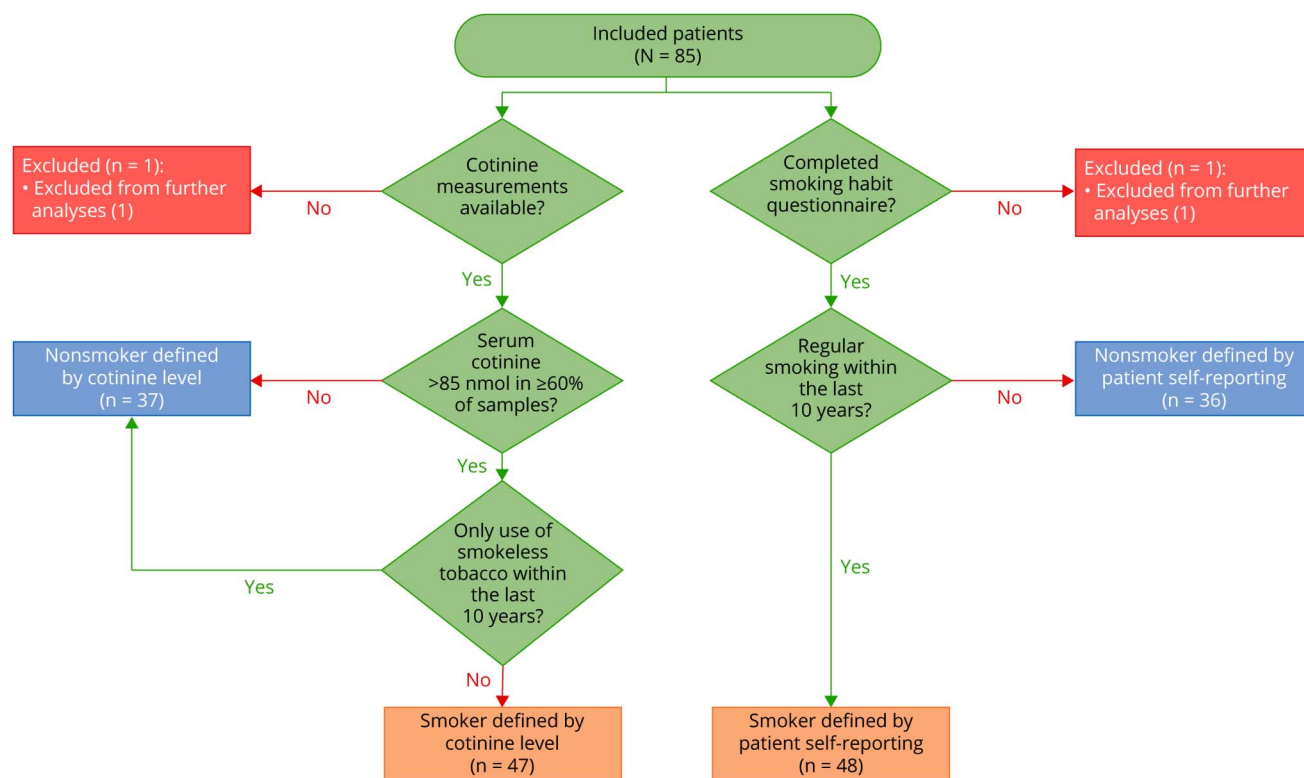 Included patients
(N = 85)
Excluded (n = 1):
• Excluded from further
analyses (1)
No
Cotinine
measurements
available?
Completed
smoking habit
questionnaire?
No
Excluded (n = 1):
• Excluded from further
analyses (1)
Yes
Yes
Nonsmoker defined
by cotinine level
(n = 37)
No
Serum
cotinine
>85 nmol in ≥60%
of samples?
Regular
smoking within
the last
10 years?
No
Nonsmoker defined by
patient self-reporting
(n = 36)
Yes
Yes
Only use of
smokeless
tobacco within
the last
10 years?
Yes
No
Smoker defined by
cotinine level
(n = 47)
Smoker defined by
patient self-reporting
(n = 48)